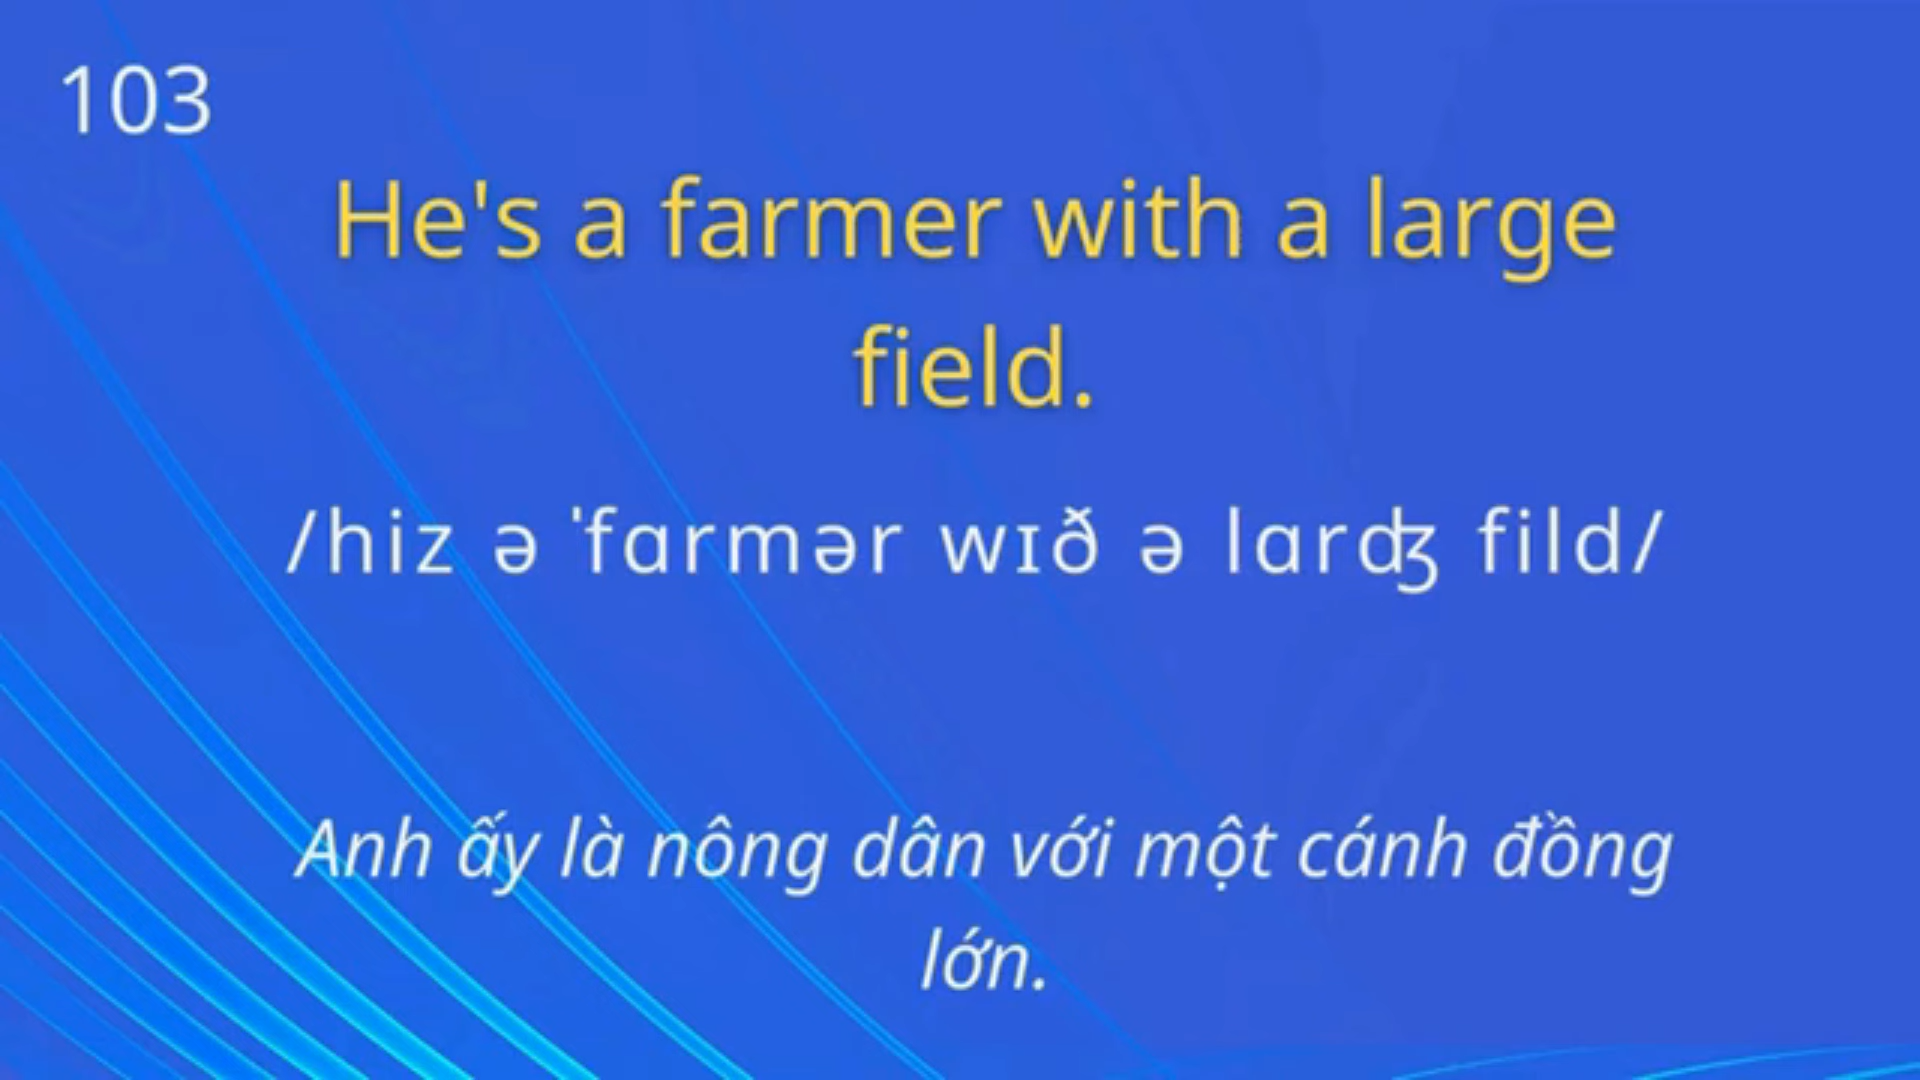 103
He's a farmer with a large
field.
/hiz ə ˈfɑrmər wɪð ə lɑrʤ fild/
Anh ấy là nông dân với một cánh đồng
lớn.